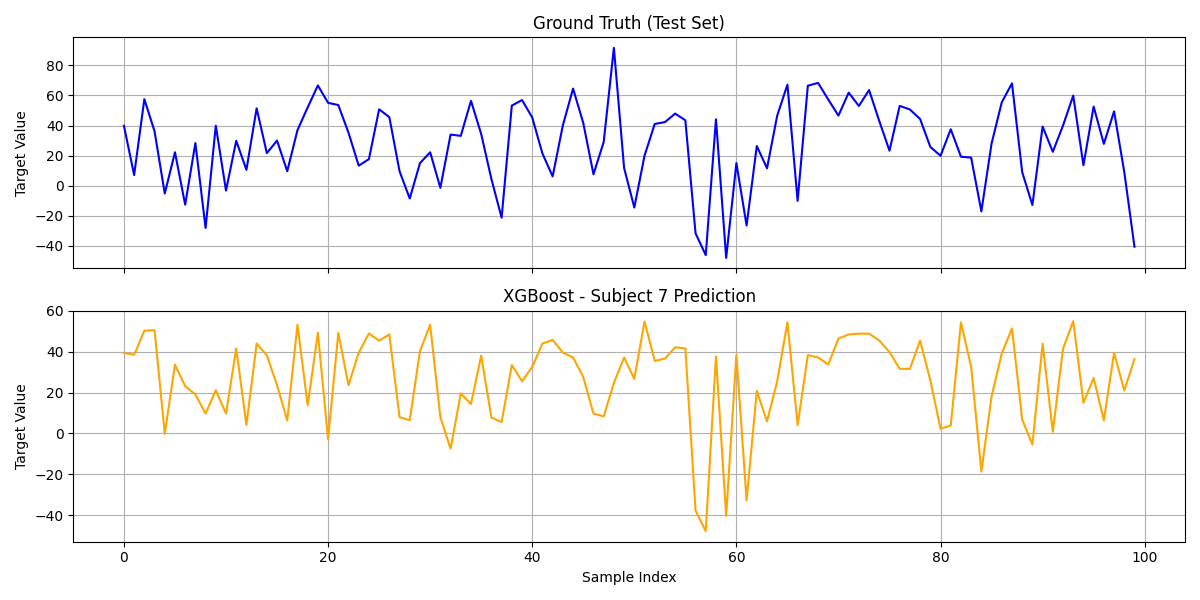 Ground Truth (Test Set)
Target Value
80
60
40
20
0
−20
−40
XGBoost - Subject 7 Prediction
Target Value
60
40
20
0
−20
−40
0 20 40 60 80 100
Sample Index